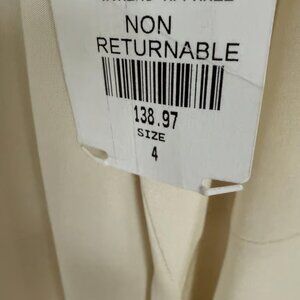 NON
RETURNABLE
138.97
SIZE
4